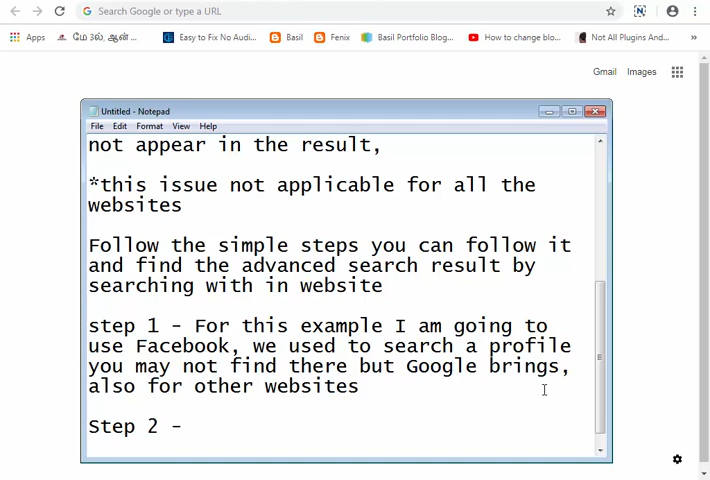 Search Google or type a URL
Apps
மே 30ல், ஆன் ...
Easy to Fix No Audi...
Basil
Fenix
Basil Portfolio Blog...
How to change blo...
Not All Plugins And...
»
Gmail Images
Untitled - Notepad
File Edit Format View Help
not appear in the result,
*this issue not applicable for all the
websites
Follow the simple steps you can follow it
and find the advanced search result by
searching with in website
step 1 - For this example I am going to
use Facebook, we used to search a profile
you may not find there but Google brings,
also for other websites
Step 2 -